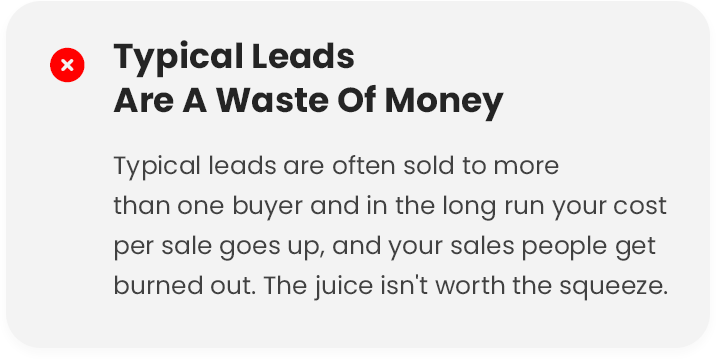 Typical Leads
Are A Waste Of Money
Typical leads are often sold to more
than one buyer and in the long run your cost
per sale goes up, and your sales people get
burned out. The juice isn't worth the squeeze.